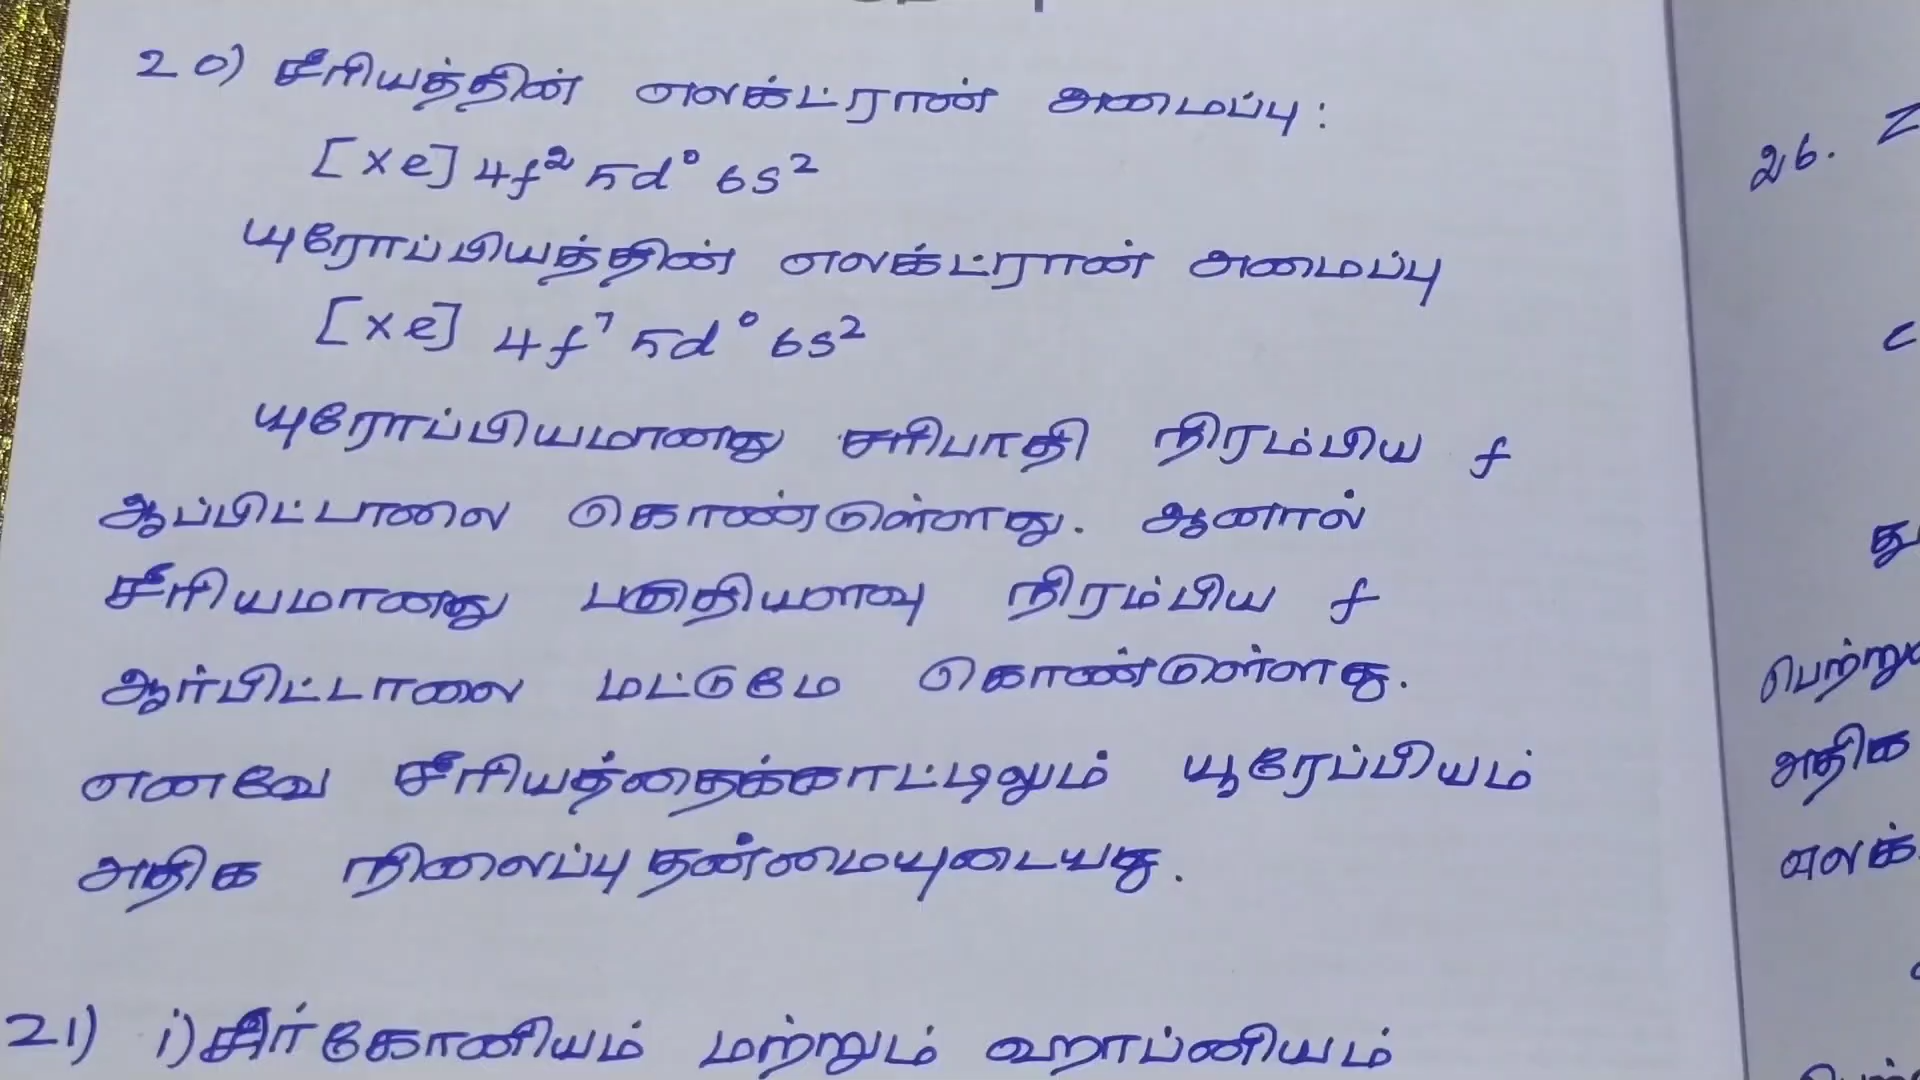 20) சீரியத்தின் எலக்ட்ரான் அமைப்பு:
[xe] 4f² 5d⁰ 6s²
யுரோப்பியத்தின் எலக்ட்ரான் அமைப்பு
[xe] 4f⁷ 5d⁰ 6s²
யுரோப்பியமானது சரிபாதி நிரம்பிய f
ஆப்பிட்டாலை கொண்டுள்ளது. ஆனால்
சீரியமானது பகுதியளவு நிரம்பிய f
ஆர்பிட்டாலை மட்டுமே கொண்டுள்ளது.
எனவே சீரியத்தைக்காட்டிலும் யூரேப்பியம்
அதிக நிலைப்பு தன்மையுடையது.
21) i) சிர்கோனியம் மற்றும் ஹாப்னியம்
26.
அதிக